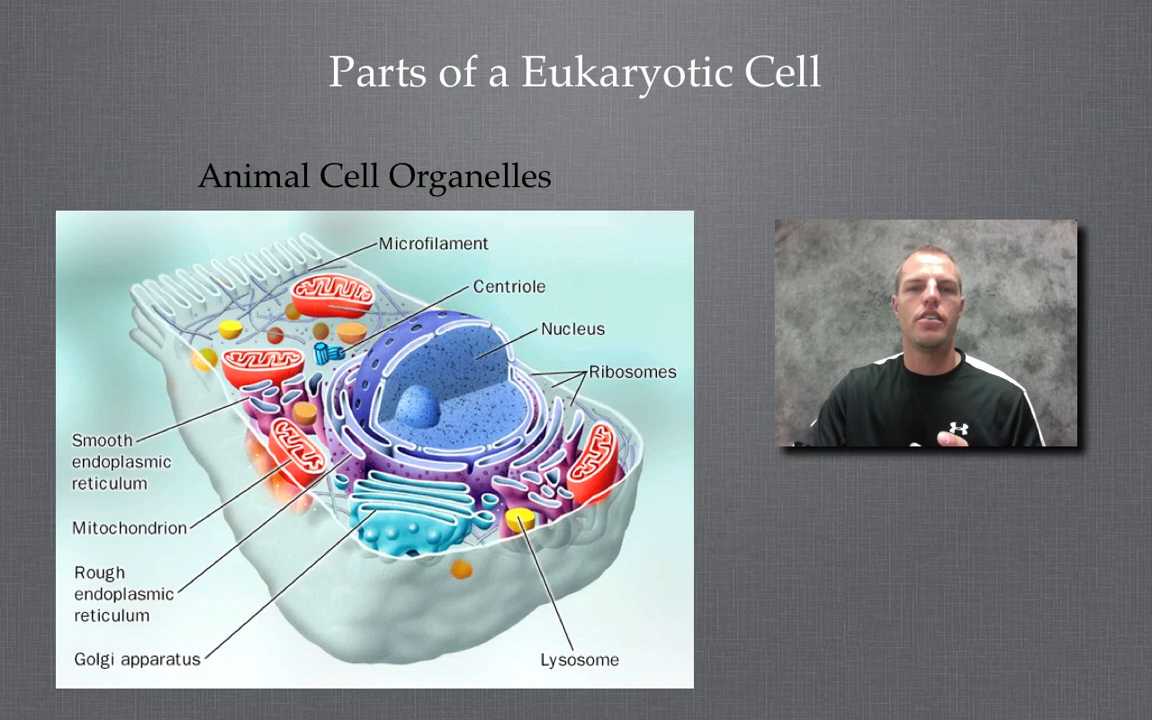 Parts of a Eukaryotic Cell
Animal Cell Organelles
Microfilament
Centriole
Nucleus
Ribosomes
Smooth
endoplasmic
reticulum
Mitochondrion
Rough
endoplasmic
reticulum
Golgi apparatus
Lysosome